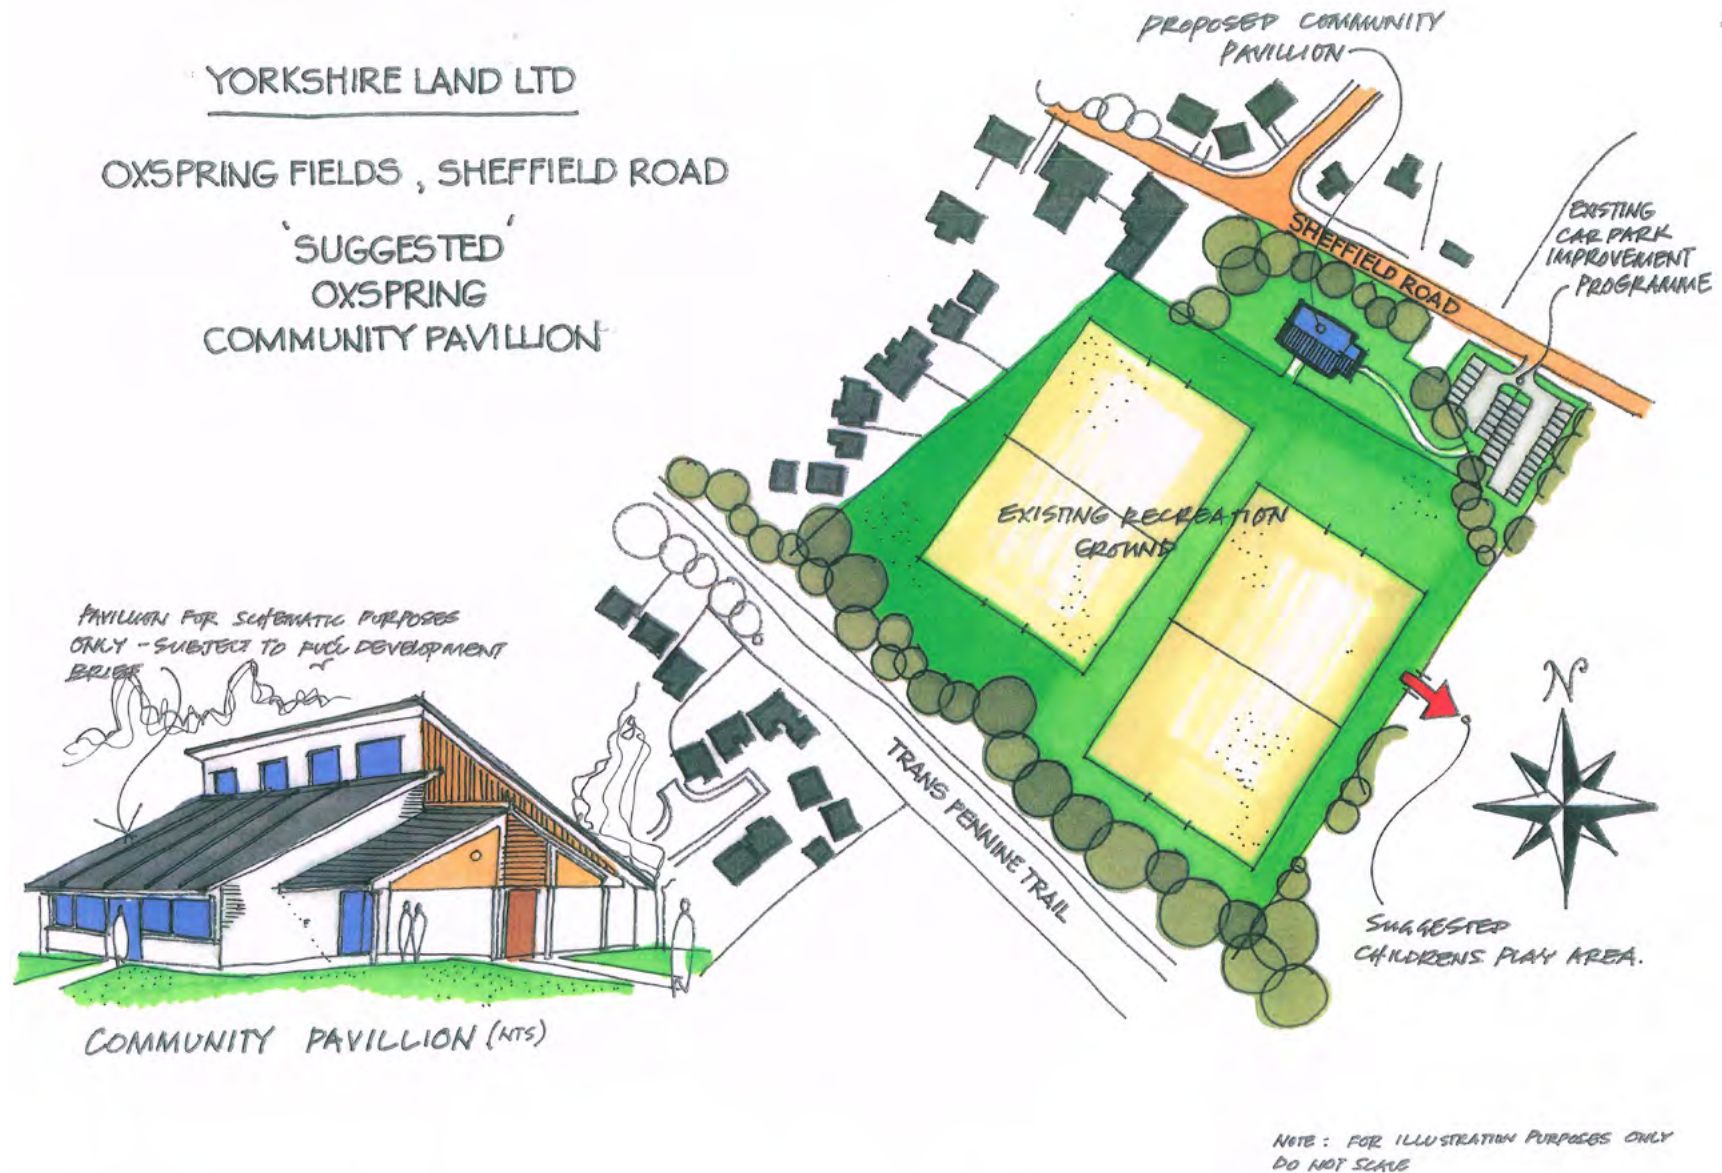 YORKSHIRE LAND LTD
OXSPRING FIELDS, SHEFFIELD ROAD
'SUGGESTED'
OXSPRING
COMMUNITY PAVILLION
PROPOSED COMMUNITY
PAVILLION
SHEFFIELD ROAD
EXISTING
CAR PARK
IMPROVEMENT
PROGRAMME
EXISTING RECREATION
GROUND
TRANS PENNINE TRAIL
N
SUGGESTED
CHILDRENS PLAY AREA.
PAVILLION FOR SCHEMATIC PURPOSES
ONLY - SUBJECT TO FULL DEVELOPMENT
BRIEF
COMMUNITY PAVILLION (NTS)
NOTE: FOR ILLUSTRATION PURPOSES ONLY
DO NOT SCALE